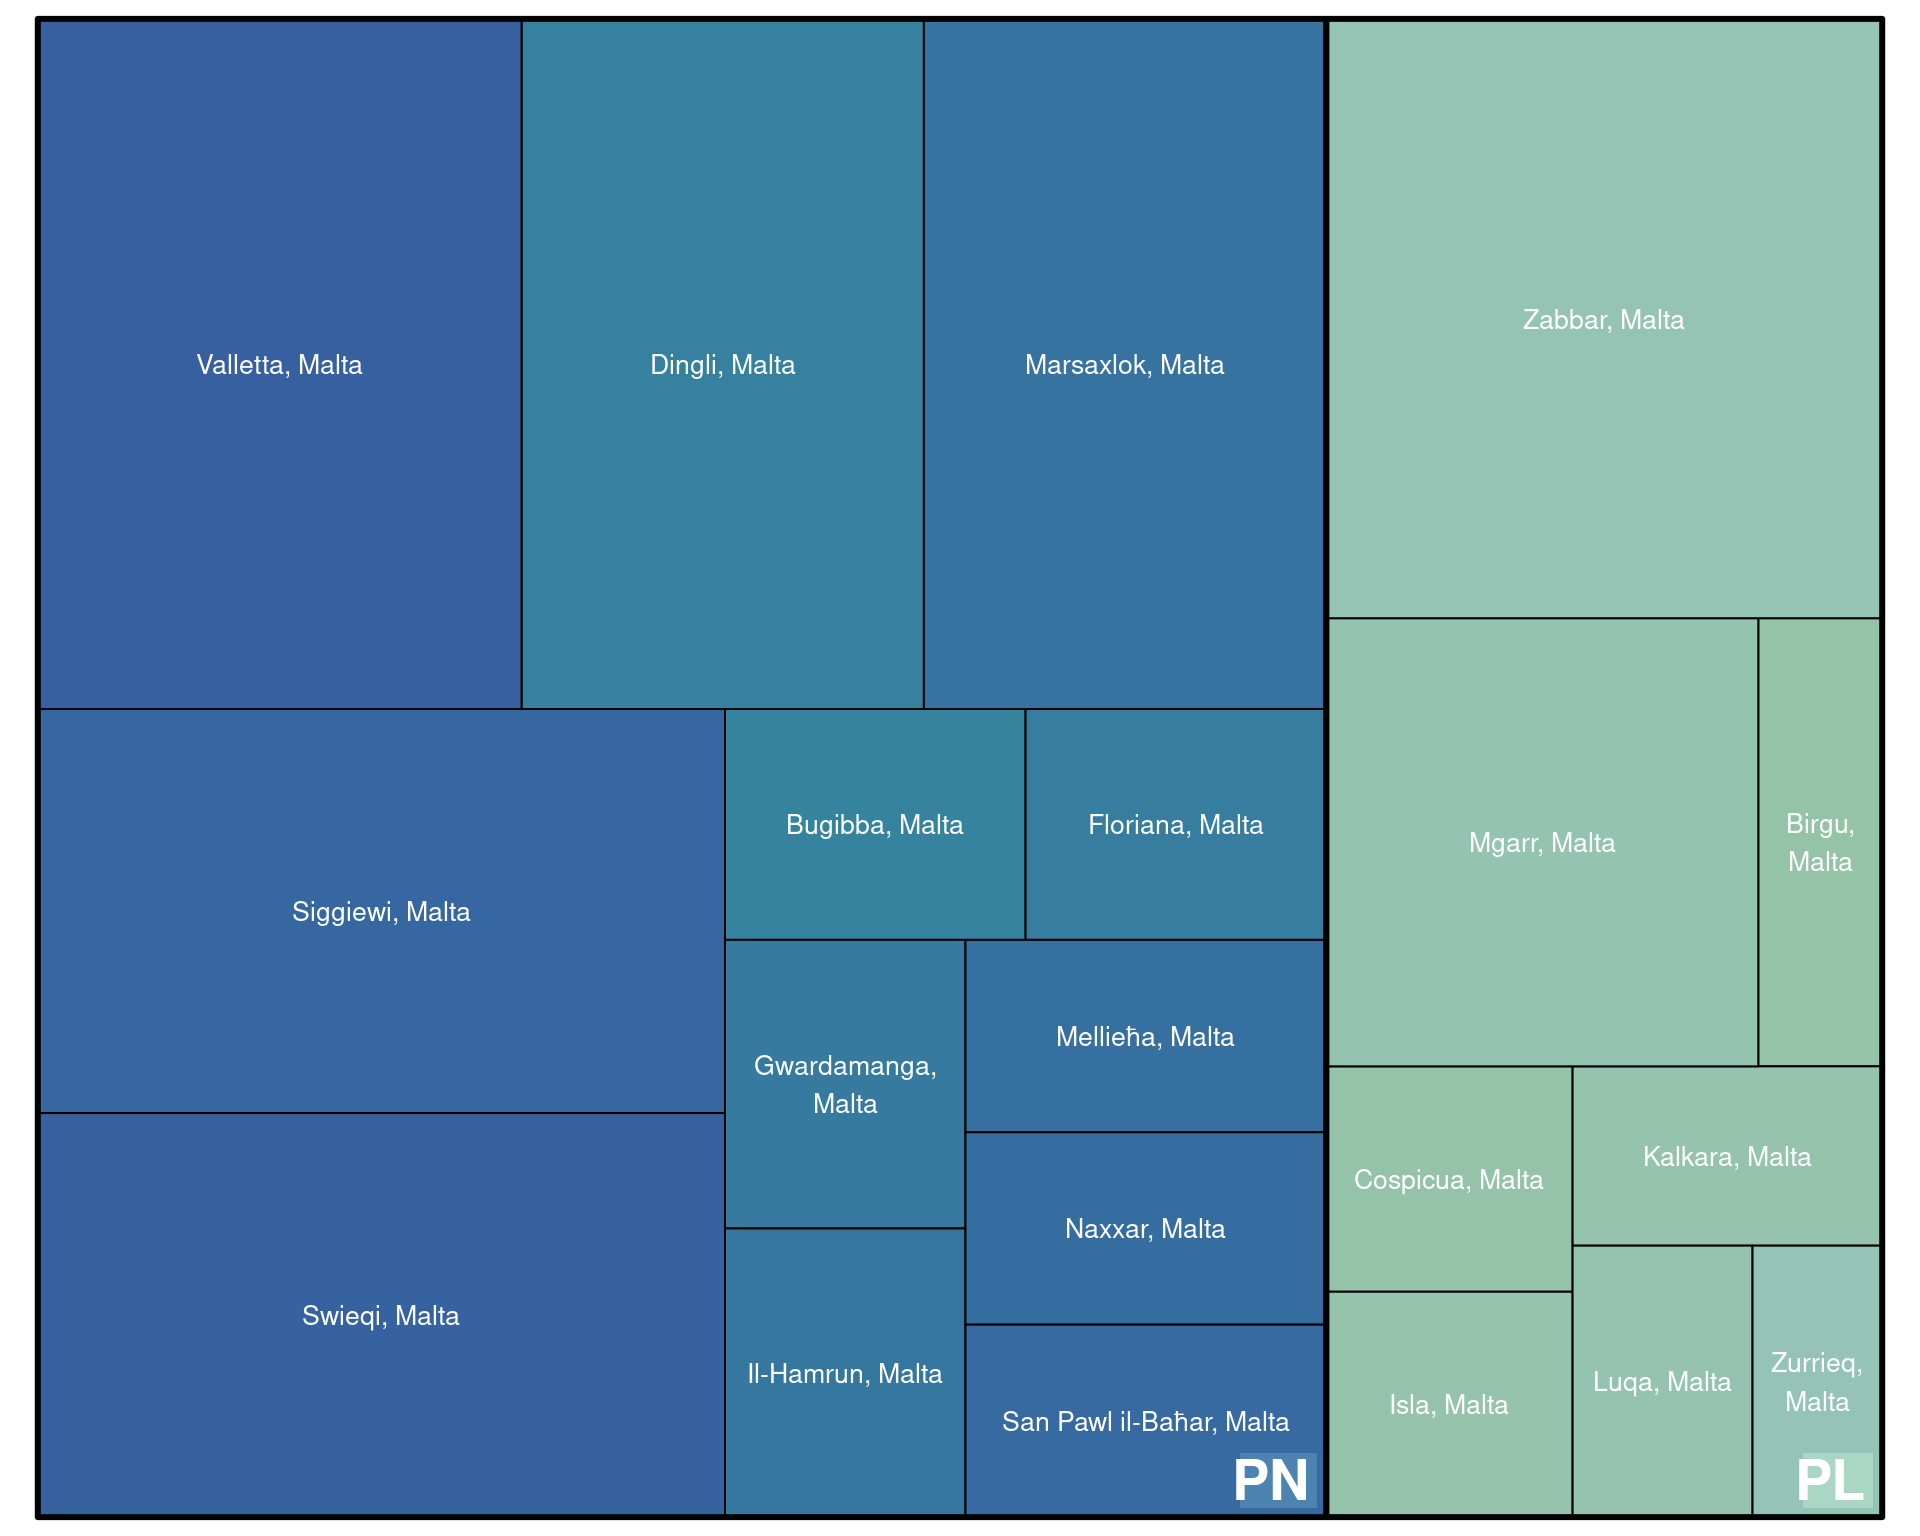 Valletta, Malta
Dingli, Malta
Marsaxlok, Malta
Zabbar, Malta
Siggiewi, Malta
Bugibba, Malta
Floriana, Malta
Mgarr, Malta
Birgu,
Malta
Gwardamanga,
Malta
Mellieħa, Malta
Naxxar, Malta
Cospicua, Malta
Kalkara, Malta
Swieqi, Malta
Il-Hamrun, Malta
San Pawl il-Baħar, Malta
Isla, Malta
Luqa, Malta
Zurrieq,
Malta
PN
PL